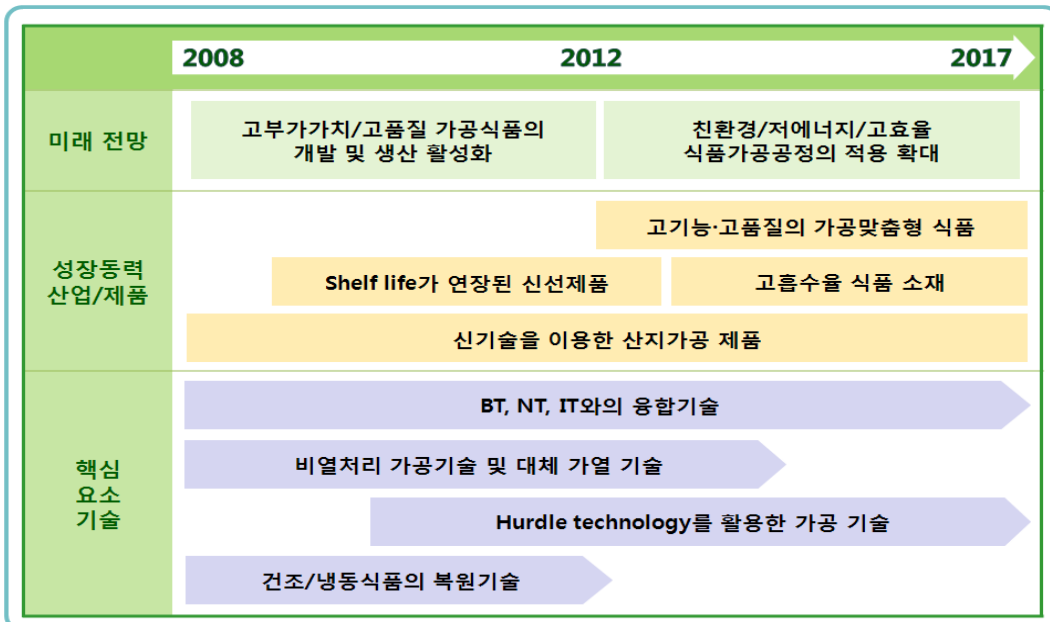 2008 2012 2017
미래 전망
고부가가치/고품질 가공식품의
개발 및 생산 활성화
친환경/저에너지/고효율
식품가공공정의 적용 확대
성장동력
산업/제품
고기능·고품질의 가공맞춤형 식품
Shelf life가 연장된 신선제품
고흡수율 식품 소재
신기술을 이용한 산지가공 제품
핵심
요소
기술
BT, NT, IT와의 융합기술
비열처리 가공기술 및 대체 가열 기술
Hurdle technology를 활용한 가공 기술
건조/냉동식품의 복원기술